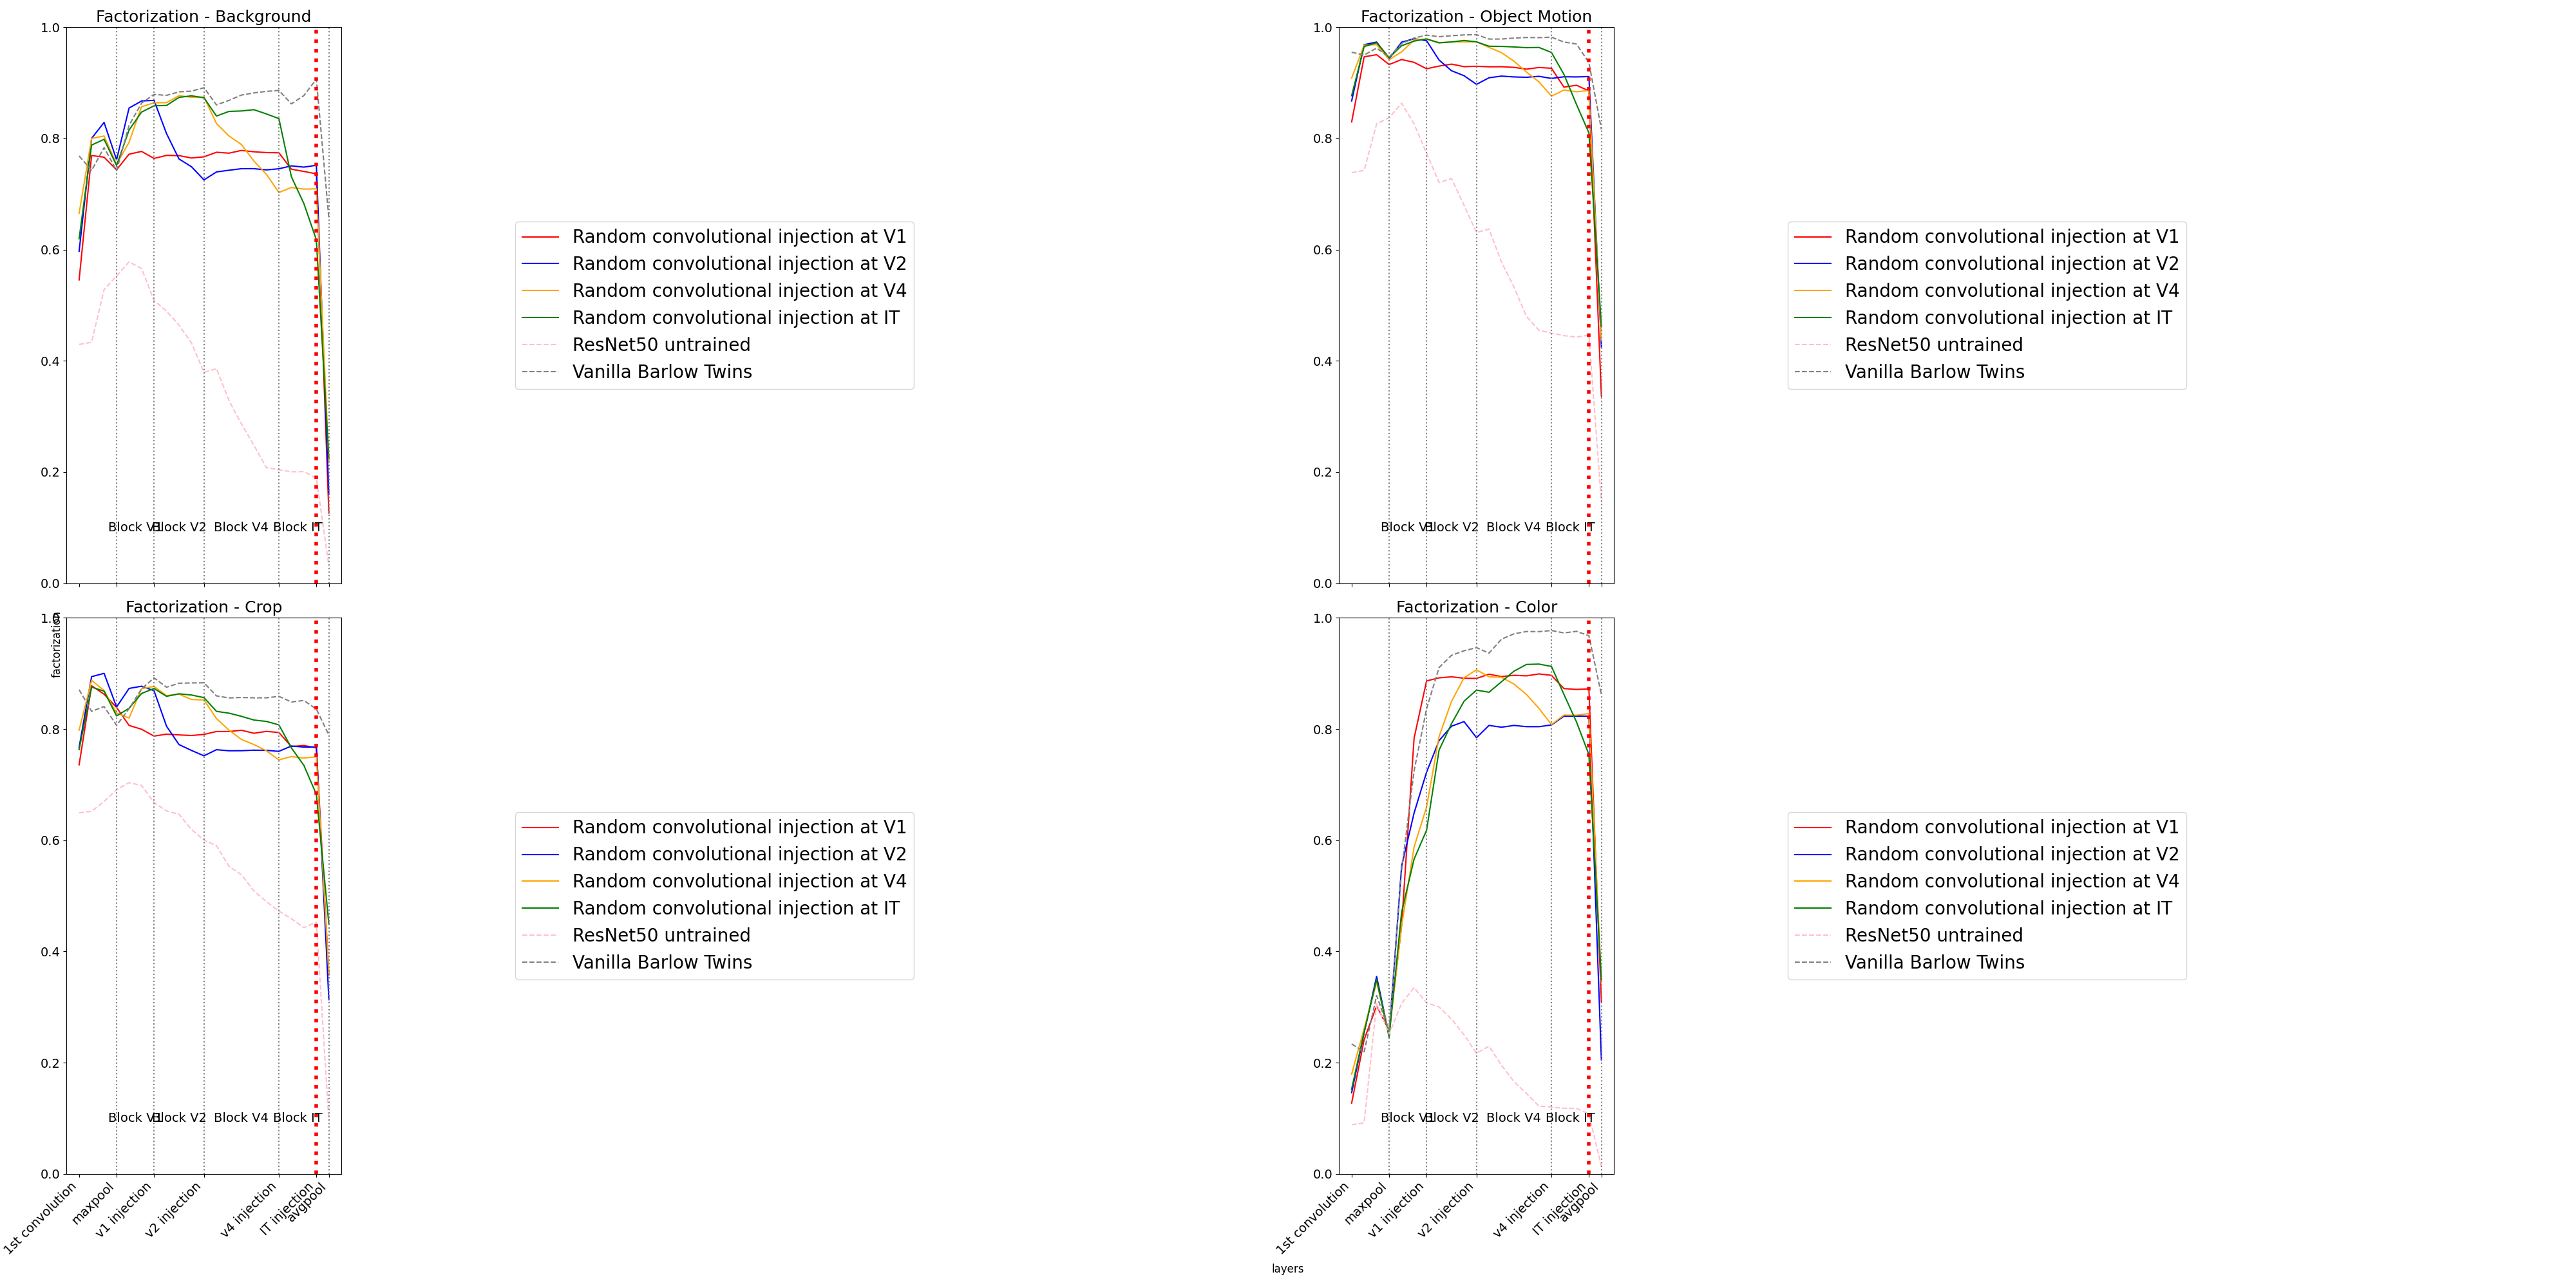 Factorization - Background
1.0
0.8
0.6
0.4
0.2
0.0
Block V1
Block V2
Block V4
Block IT
Random convolutional injection at V1
Random convolutional injection at V2
Random convolutional injection at V4
Random convolutional injection at IT
ResNet50 untrained
Vanilla Barlow Twins
Factorization - Object Motion
1.0
0.8
0.6
0.4
0.2
0.0
Block V1
Block V2
Block V4
Block IT
Random convolutional injection at V1
Random convolutional injection at V2
Random convolutional injection at V4
Random convolutional injection at IT
ResNet50 untrained
Vanilla Barlow Twins
factorization
Factorization - Crop
1.0
0.8
0.6
0.4
0.2
0.0
Block V1
Block V2
Block V4
Block IT
1st convolution
maxpool
v1 injection
v2 injection
v4 injection
IT injection
avgpool
Random convolutional injection at V1
Random convolutional injection at V2
Random convolutional injection at V4
Random convolutional injection at IT
ResNet50 untrained
Vanilla Barlow Twins
Factorization - Color
1.0
0.8
0.6
0.4
0.2
0.0
Block V1
Block V2
Block V4
Block IT
1st convolution
maxpool
v1 injection
v2 injection
v4 injection
IT injection
avgpool
Random convolutional injection at V1
Random convolutional injection at V2
Random convolutional injection at V4
Random convolutional injection at IT
ResNet50 untrained
Vanilla Barlow Twins
layers